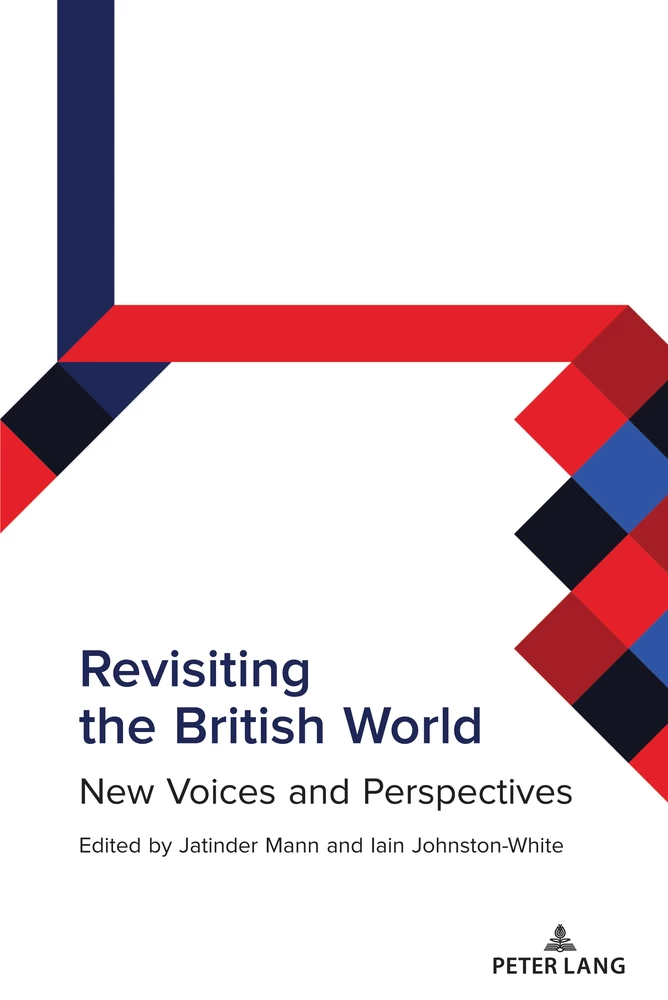 Revisiting
the British World
New Voices and Perspectives
Edited by Jatinder Mann and Iain Johnston-White
PETER LANG